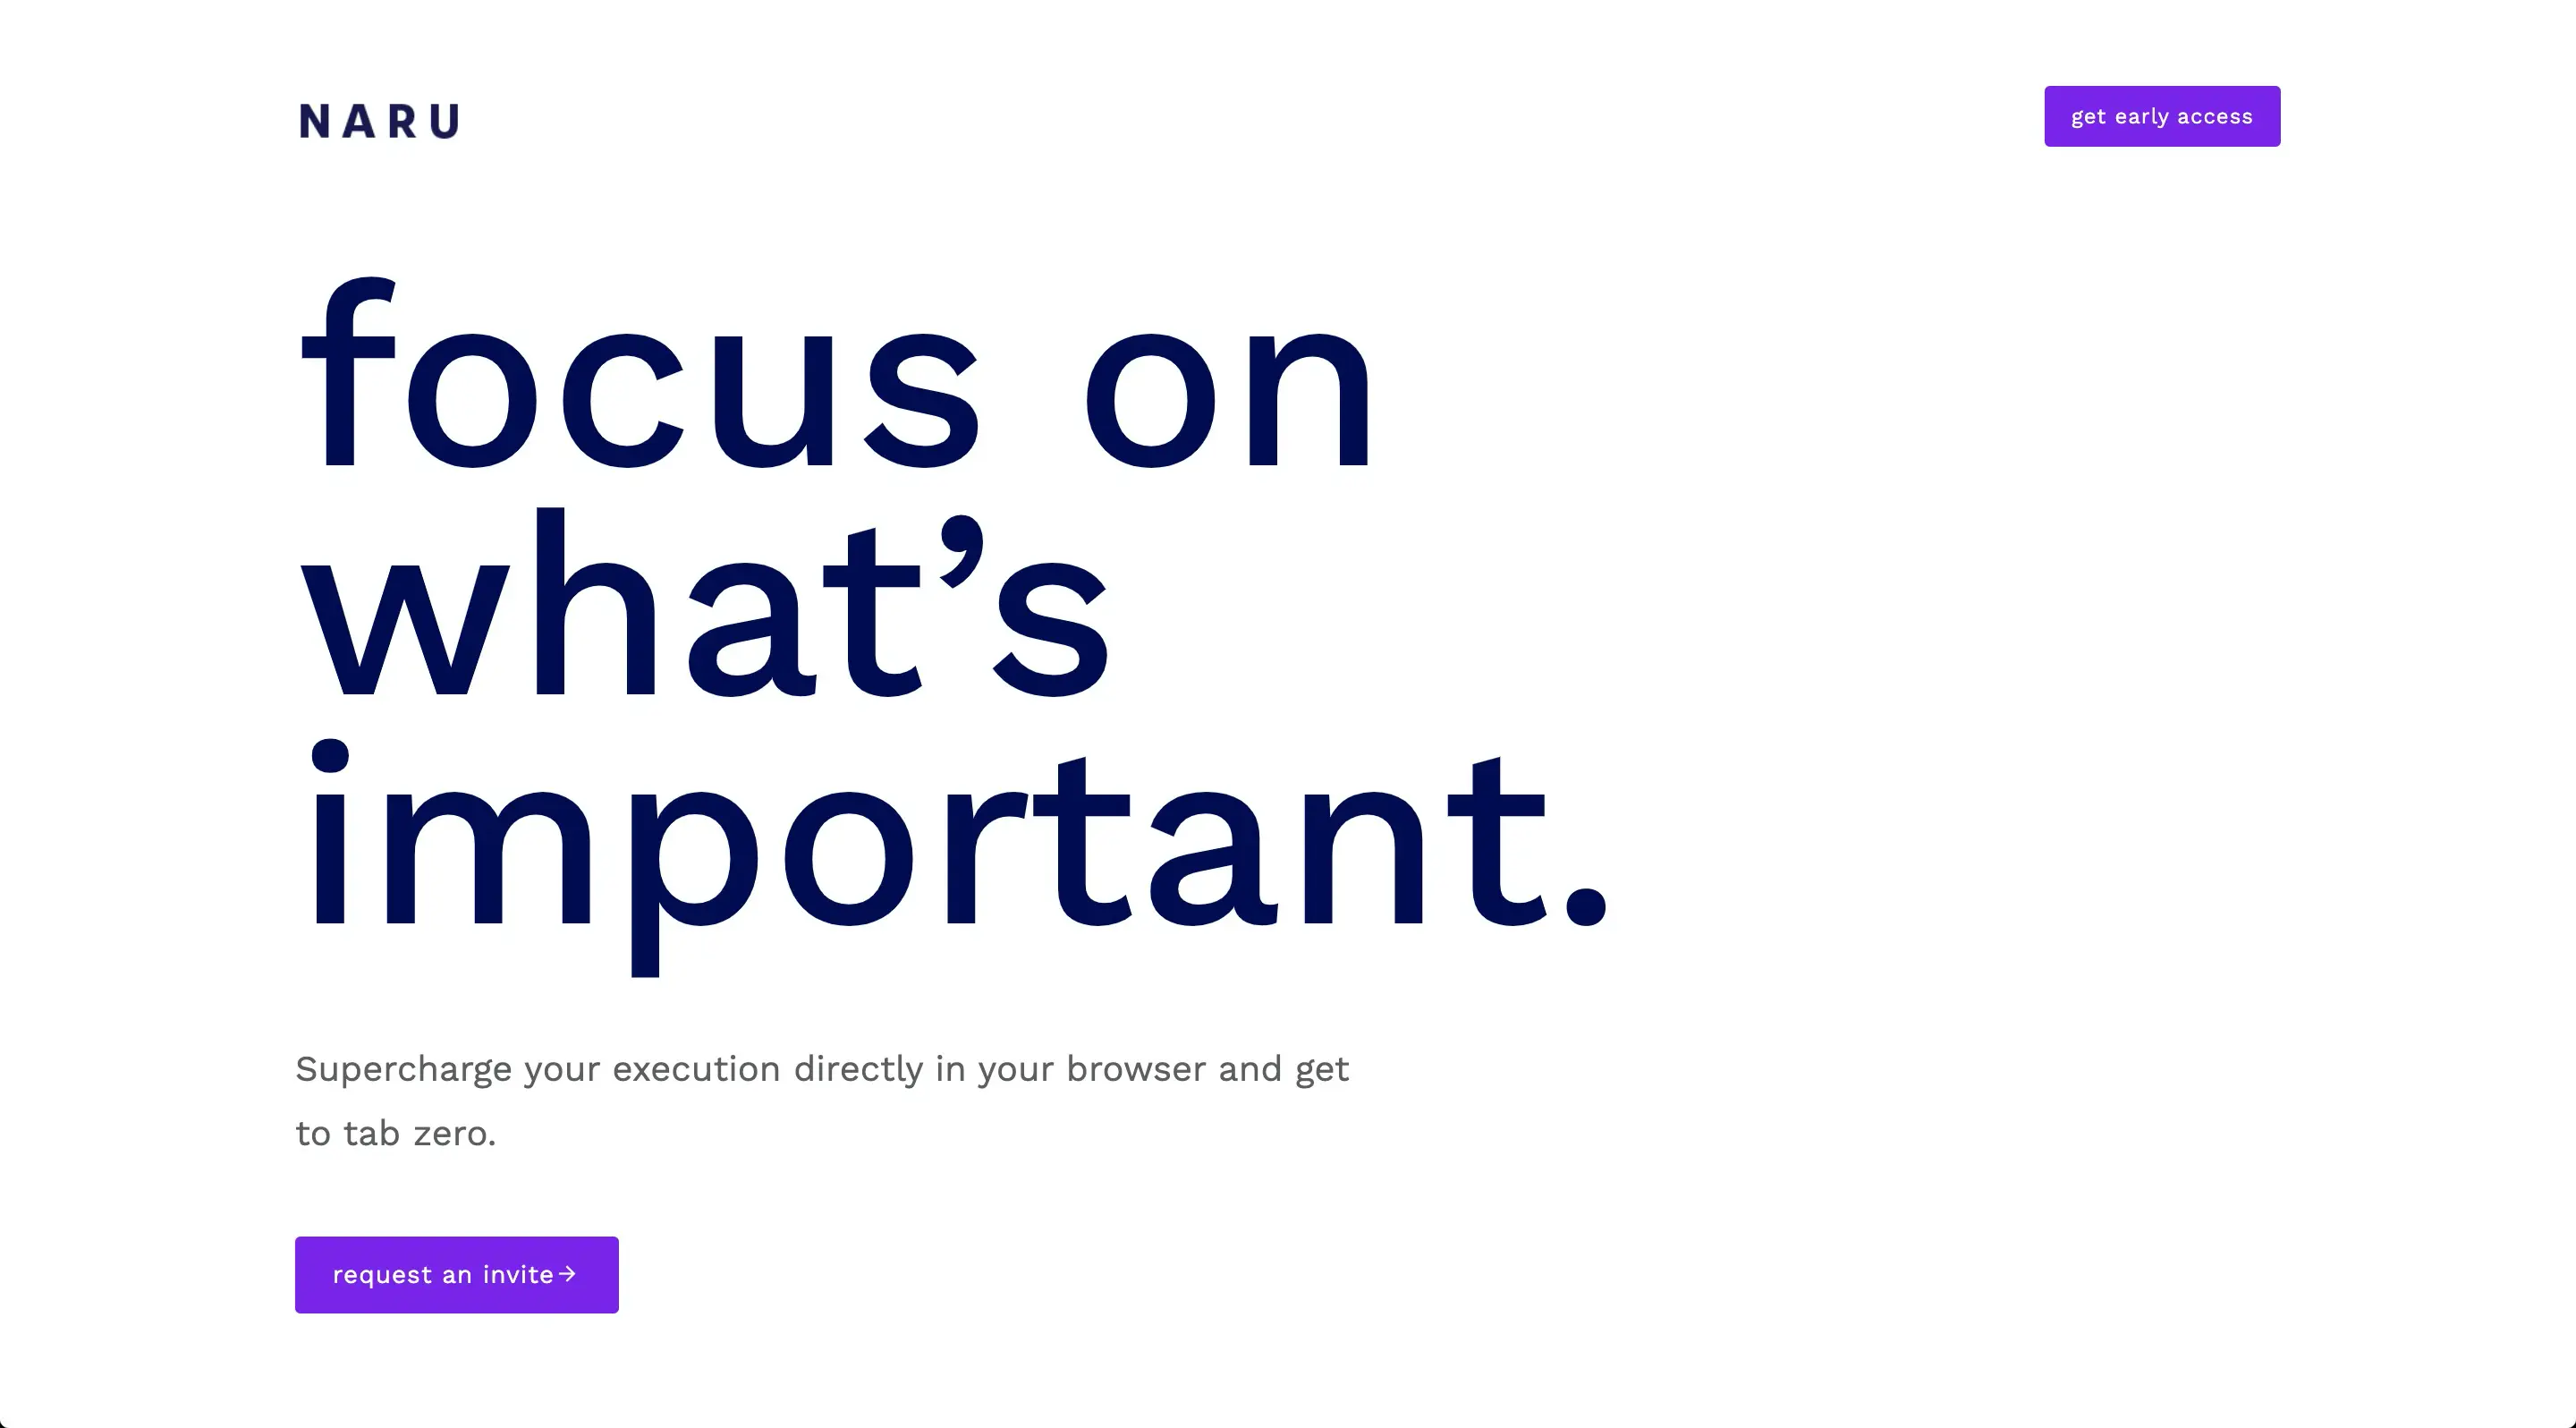 NARU
get early access
focus on
what’s
important.
Supercharge your execution directly in your browser and get
to tab zero.
request an invite→